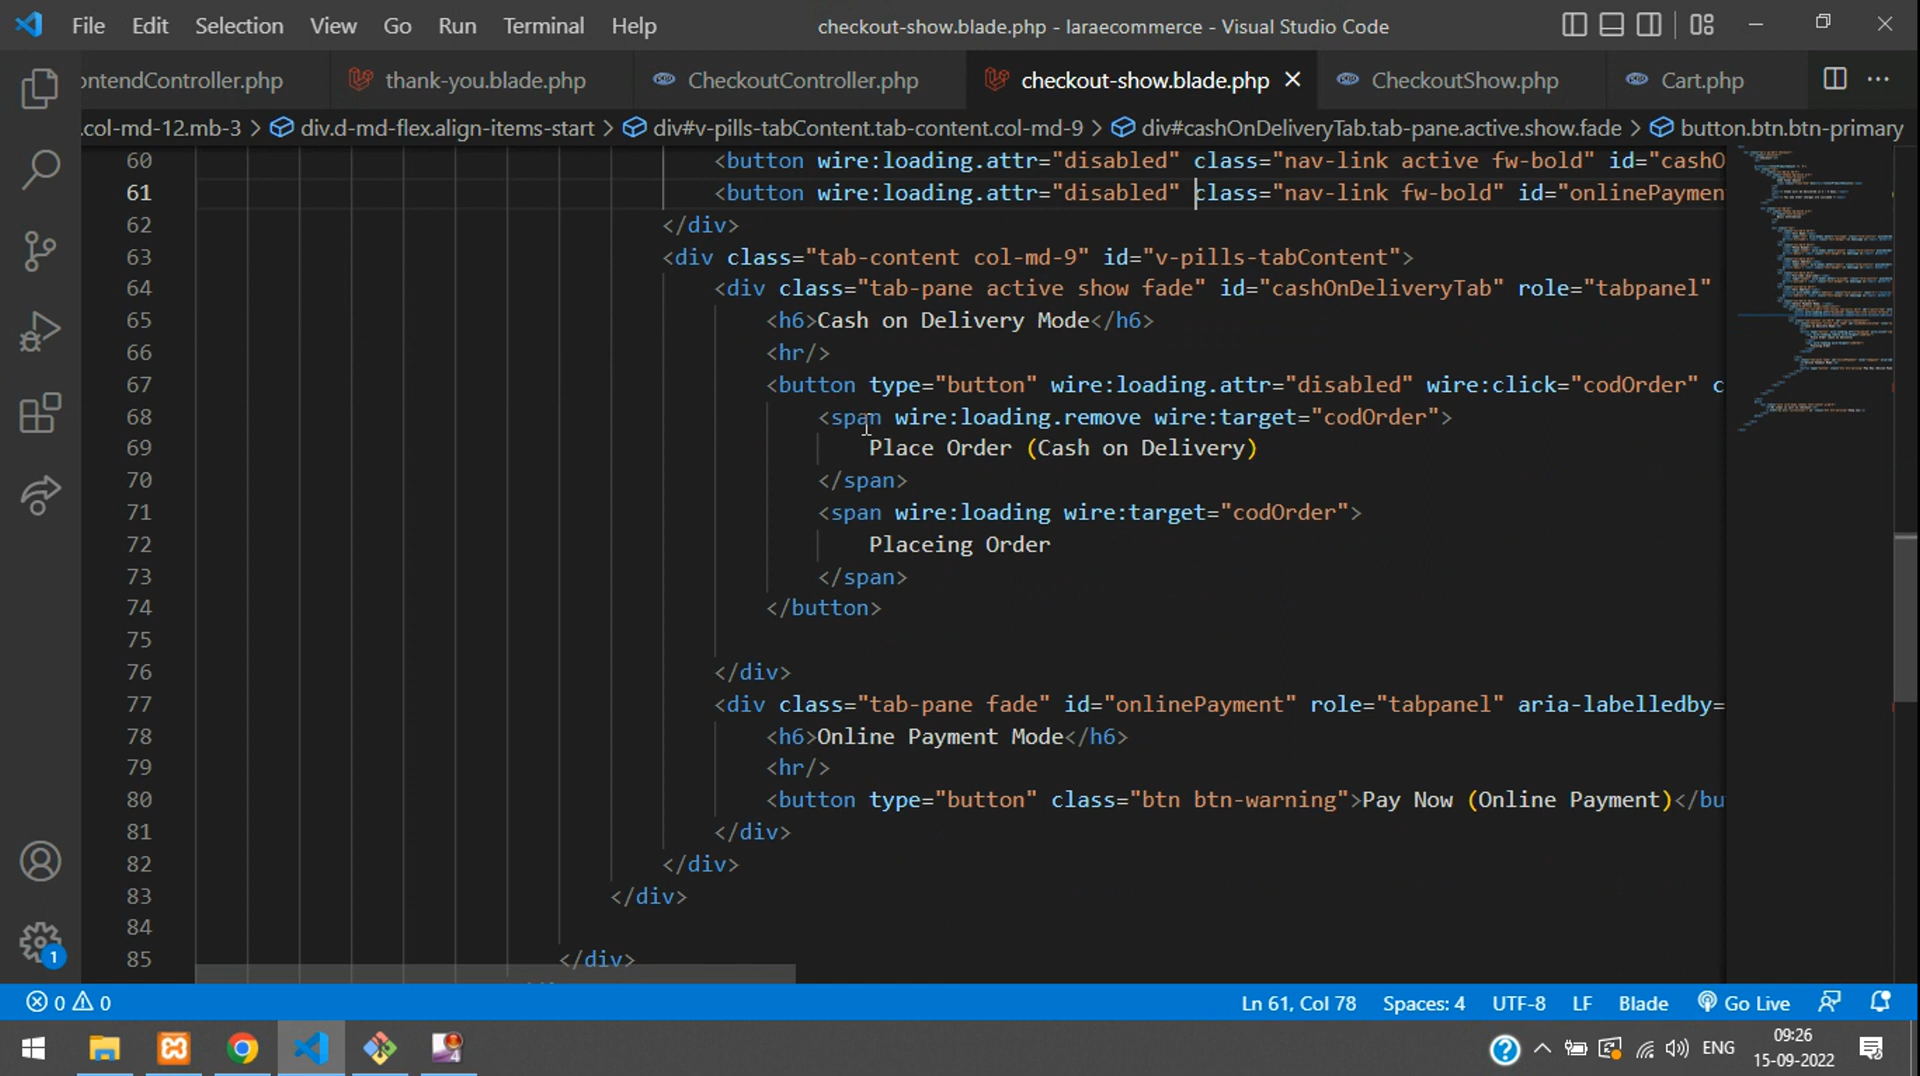 File Edit Selection View Go Run Terminal Help checkout-show.blade.php - laraecommerce - Visual Studio Code
ontendController.php thank-you.blade.php CheckoutController.php checkout-show.blade.php CheckoutShow.php Cart.php
.col-md-12.mb-3 > div.d-md-flex.align-items-start > div#v-pills-tabContent.tab-content.col-md-9 > div#cashOnDeliveryTab.tab-pane.active.show.fade > button.btn.btn-primary
60 <button wire:loading.attr="disabled" class="nav-link active fw-bold" id="cashO
61 <button wire:loading.attr="disabled" class="nav-link fw-bold" id="onlinePaymen
62 </div>
63 <div class="tab-content col-md-9" id="v-pills-tabContent">
64 <div class="tab-pane active show fade" id="cashOnDeliveryTab" role="tabpanel"
65 <h6>Cash on Delivery Mode</h6>
66 <hr/>
67 <button type="button" wire:loading.attr="disabled" wire:click="codOrder" c
68 <span wire:loading.remove wire:target="codOrder">
69 Place Order (Cash on Delivery)
70 </span>
71 <span wire:loading wire:target="codOrder">
72 Placeing Order
73 </span>
74 </button>
75
76 </div>
77 <div class="tab-pane fade" id="onlinePayment" role="tabpanel" aria-labelledby=
78 <h6>Online Payment Mode</h6>
79 <hr/>
80 <button type="button" class="btn btn-warning">Pay Now (Online Payment)</bu
81 </div>
82 </div>
83 </div>
84
85 </div>
1
0 0 Ln 61, Col 78 Spaces: 4 UTF-8 LF Blade Go Live
4 ENG 09:26
15-09-2022